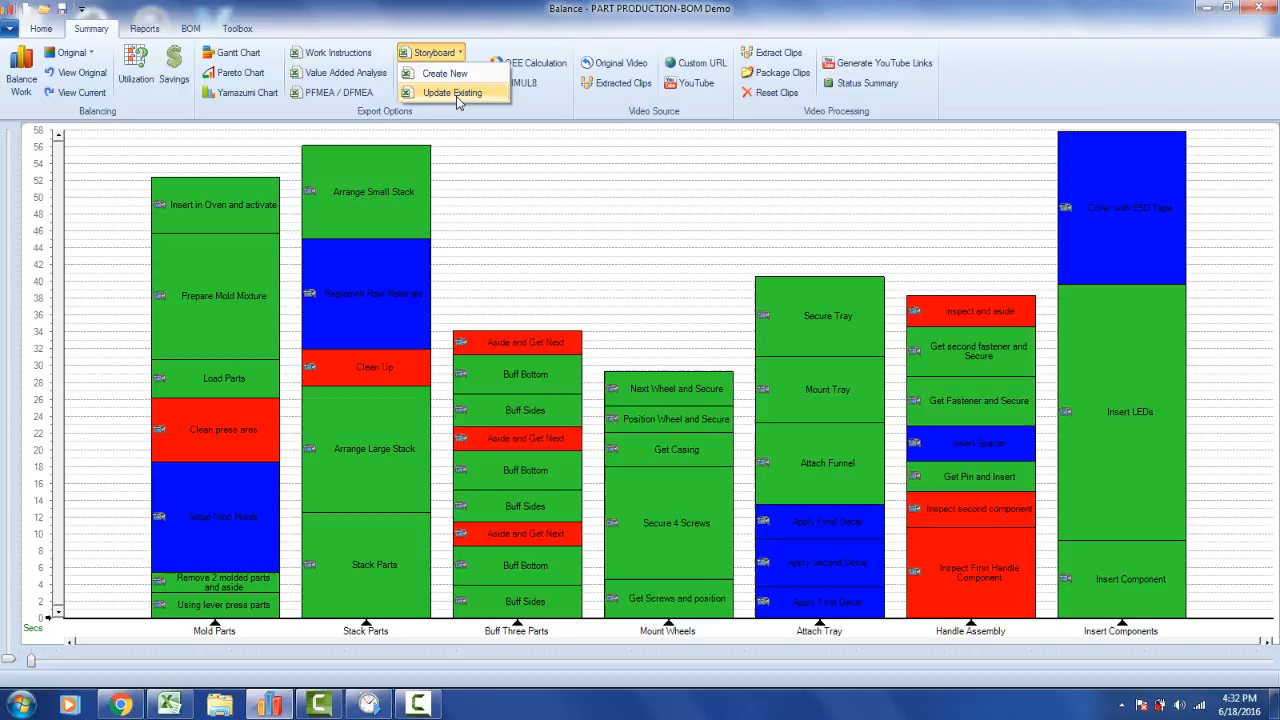 Balance - PART PRODUCTION-BOM Demo
Home Summary Reports BOM Toolbox
Original Gantt Chart Work Instructions Storyboard OEE Calculation Original Video Custom URL Extract Clips Generate YouTube Links
View Original Pareto Chart Value Added Analysis Create New Extracted Clips YouTube Package Clips Status Summary
Balance Work Utilization Savings
View Current Yamazumi Chart PFMEA / DFMEA Update Existing Reset Clips
Balancing Export Options Video Source Video Processing
58
56
54
52
50
48
46
44
42
40
38
36
34
32
30
28
26
24
22
20
18
16
14
12
10
8
6
4
2
0
Secs
Insert in Oven and activate
Prepare Mold Mixture
Load Parts
Clean press area
Setup Next Molds
Remove 2 molded parts
and aside
Using lever press parts
Mold Parts
Arrange Small Stack
Replenish Raw Materials
Clean Up
Arrange Large Stack
Stack Parts
Stack Parts
Aside and Get Next
Buff Bottom
Buff Sides
Aside and Get Next
Buff Bottom
Buff Sides
Aside and Get Next
Buff Bottom
Buff Sides
Buff Three Parts
Next Wheel and Secure
Position Wheel and Secure
Get Casing
Secure 4 Screws
Get Screws and position
Mount Wheels
Secure Tray
Mount Tray
Attach Funnel
Apply Final Decal
Apply Second Decal
Apply First Decal
Attach Tray
Inspect and aside
Get second fastener and
Secure
Get Fastener and Secure
Insert Spacer
Get Pin and Insert
Inspect second component
Inspect First Handle
Component
Handle Assembly
Cover with ESD Tape
Insert LEDs
Insert Component
Insert Components
4:32 PM
6/18/2016